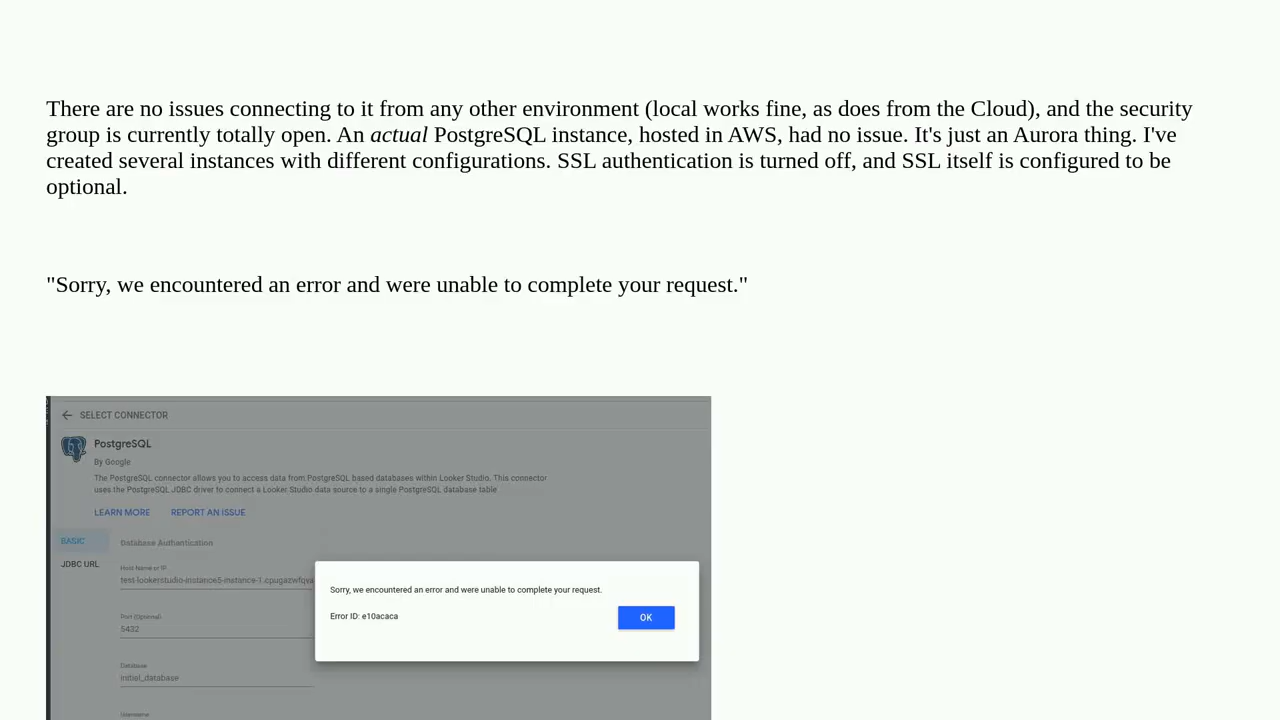 There are no issues connecting to it from any other environment (local works fine, as does from the Cloud), and the security
group is currently totally open. An actual PostgreSQL instance, hosted in AWS, had no issue. It's just an Aurora thing. I've
created several instances with different configurations. SSL authentication is turned off, and SSL itself is configured to be
optional.
"Sorry, we encountered an error and were unable to complete your request."
SELECT CONNECTOR
PostgreSQL
By Google
The PostgreSQL connector allows you to access data from PostgreSQL based databases within Looker Studio. This connector
uses the PostgreSQL JDBC driver to connect a Looker Studio data source to a single PostgreSQL database table.
LEARN MORE REPORT AN ISSUE
BASIC
JDBC URL
Database Authentication
Host Name or IP
Port (Optional)
5432
Database
initiel_database
Username
Sorry, we encountered an error and were unable to complete your request.
Error ID: e10acaca
OK